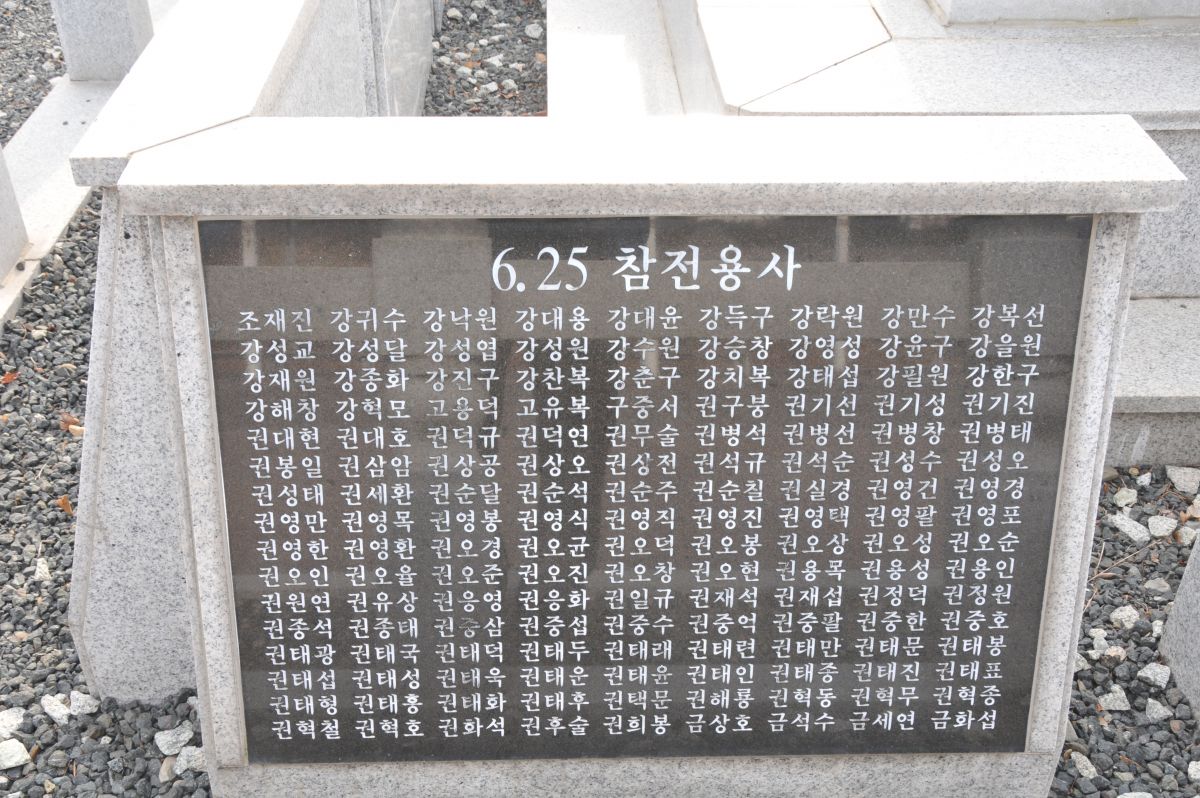 6.25 참전용사
조재진 강귀수 강낙원 강대용 강대윤 강득구 강락원 강만수 강복선
강성교 강성달 강성엽 강성원 강수원 강승창 강영성 강윤구 강을원
강재원 강종화 강진구 강찬복 강춘구 강치복 강태섭 강필원 강한구
강해창 강혁모 고용덕 고유복 구중서 권구붕 권기선 권기성 권기진
권대현 권대호 권덕규 권덕연 권무술 권병석 권병선 권병창 권병태
권봉일 권삼암 권상공 권상오 권상전 권석규 권석순 권성수 권성오
권성태 권세환 권순달 권순석 권순주 권순칠 권실경 권영건 권영경
권영만 권영목 권영봉 권영식 권영직 권영진 권영택 권영팔 권영포
권영한 권영환 권오경 권오균 권오덕 권오봉 권오상 권오성 권오순
권오인 권오율 권오준 권오진 권오창 권오현 권용목 권용성 권용인
권원연 권유상 권응영 권응화 권일규 권재석 권재섭 권정덕 권정원
권종석 권종태 권중삼 권중섭 권중수 권중억 권중팔 권중한 권중호
권태광 권태국 권태덕 권태두 권태래 권태련 권태만 권태문 권태봉
권태섭 권태성 권태옥 권태운 권태윤 권태인 권태종 권태진 권태표
권태형 권태홍 권태화 권태후 권택문 권해룡 권혁동 권혁무 권혁종
권혁철 권혁호 권화석 권후술 권희봉 금상호 금석수 금세연 금화섭